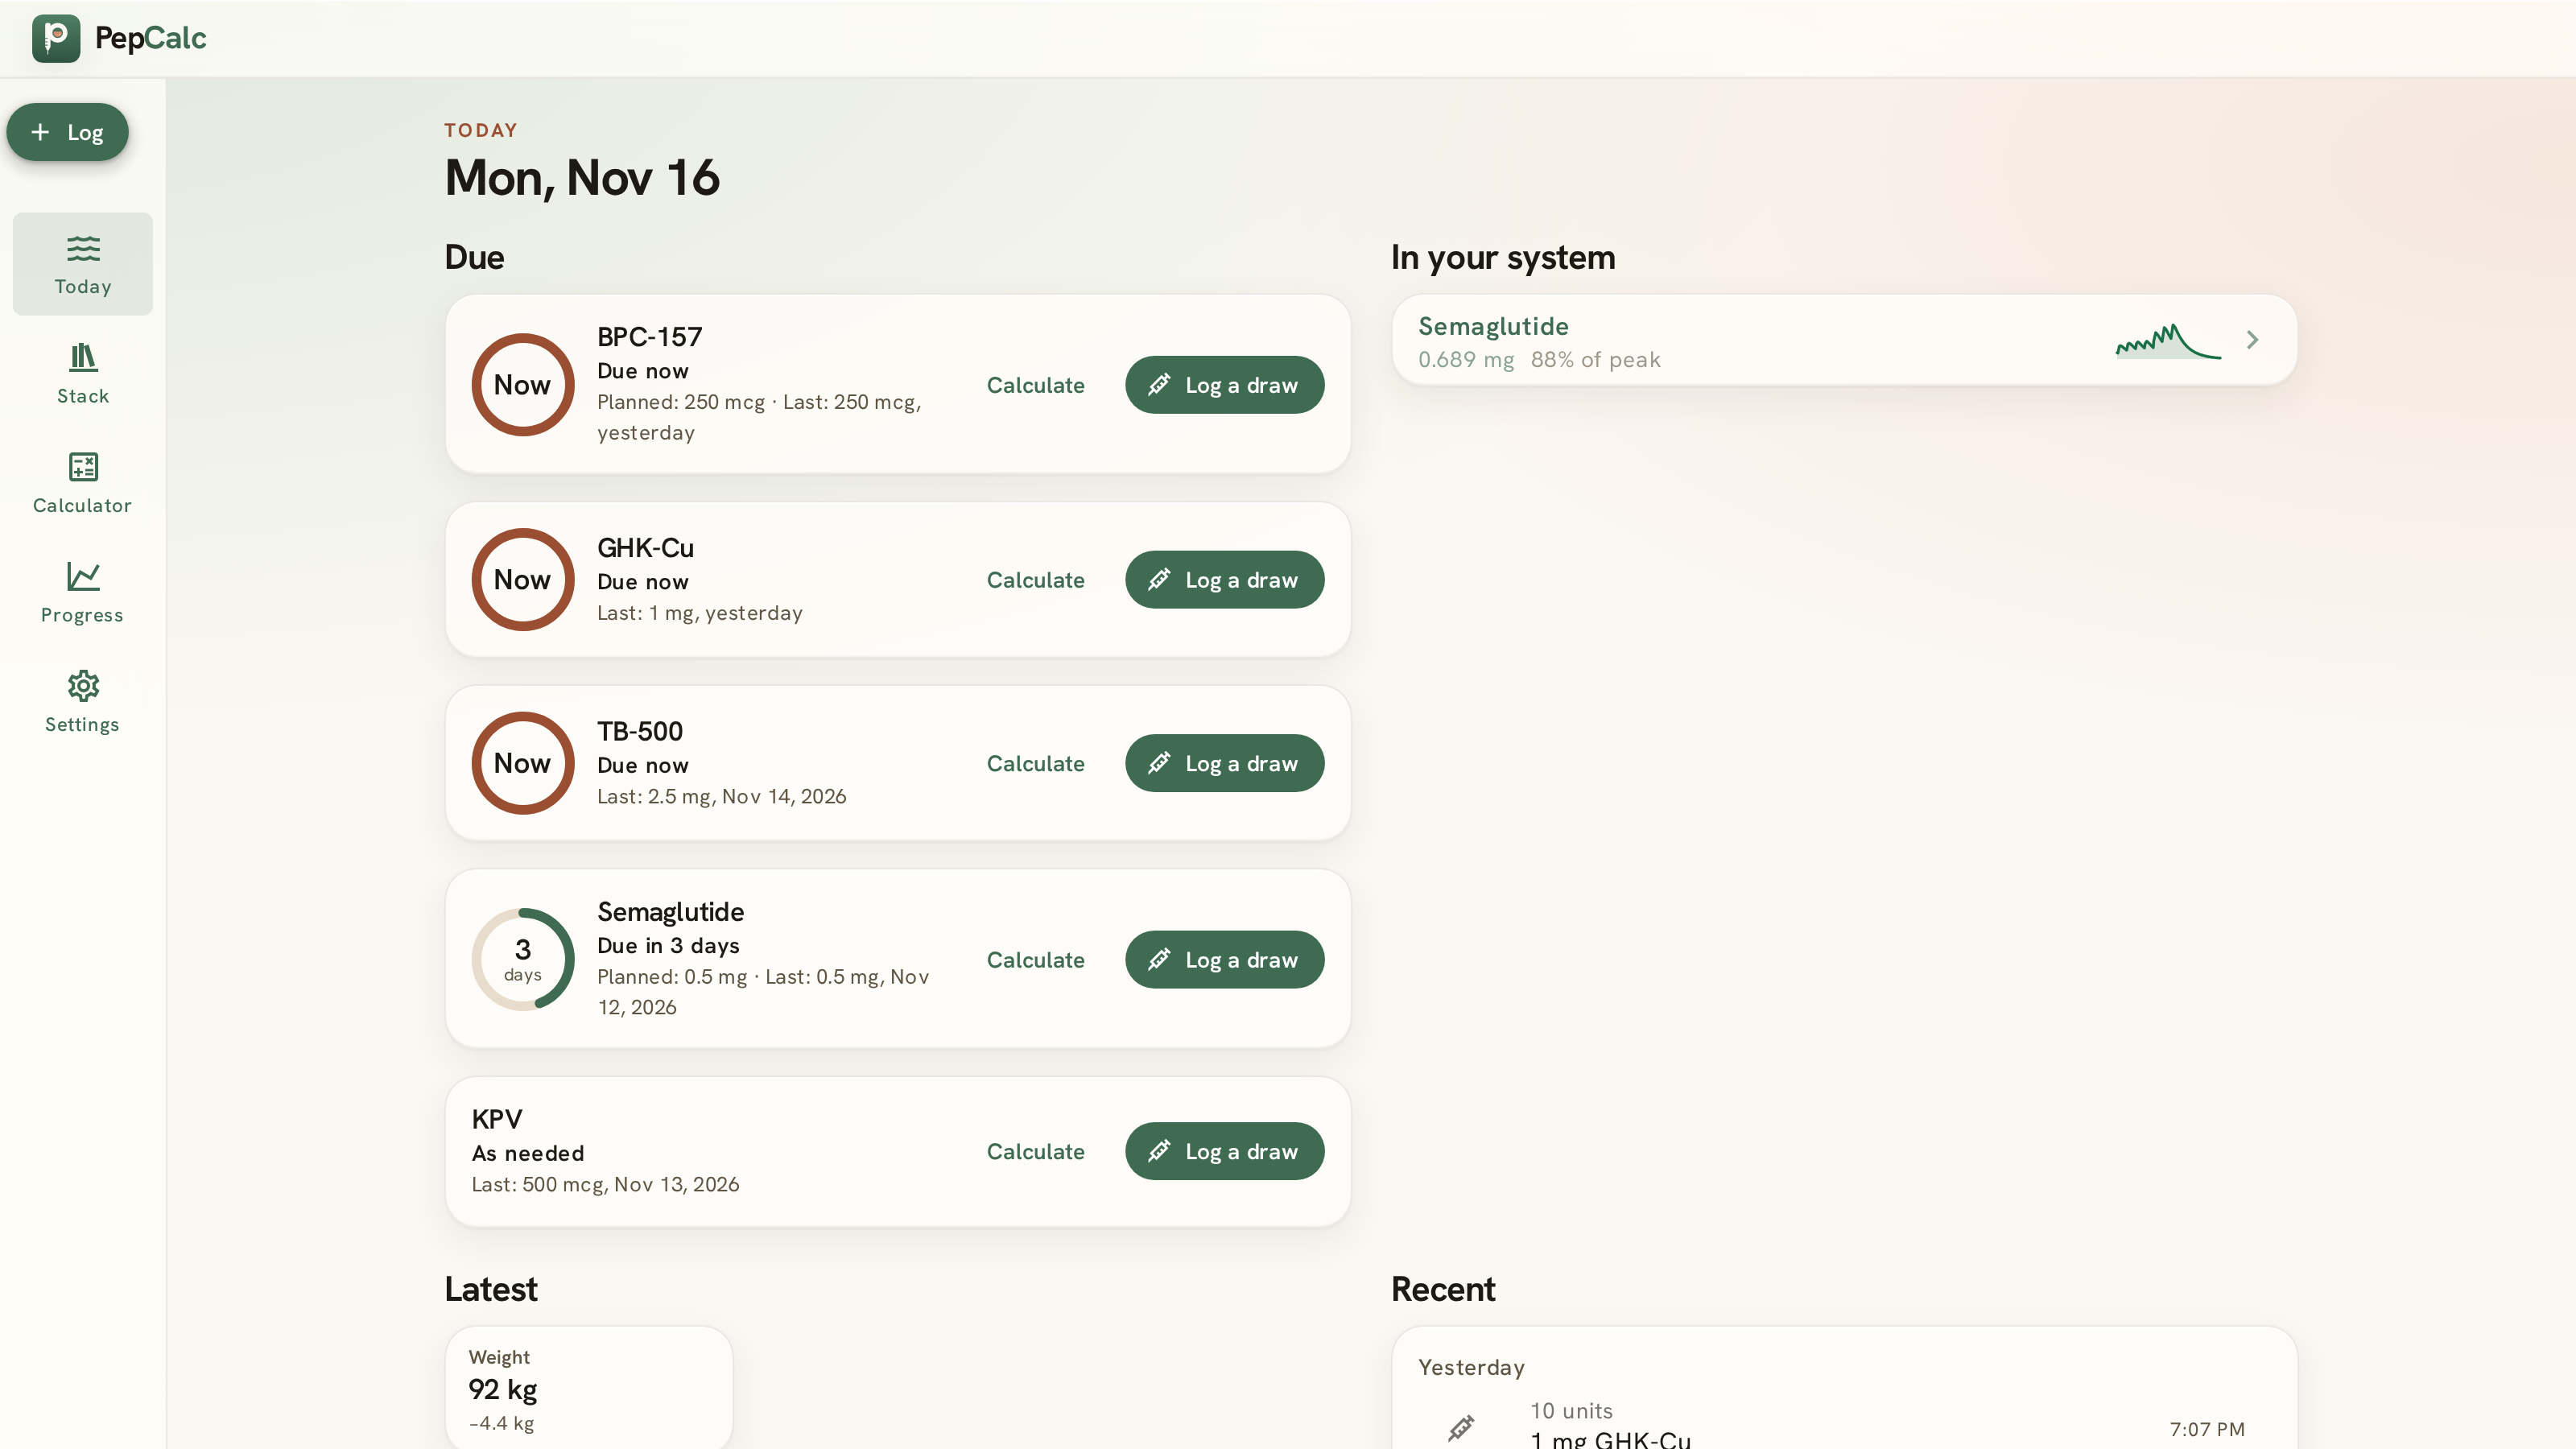 PepCalc
Log
Today
Stack
Calculator
Progress
Settings
TODAY
Mon, Nov 16
Due
Now
BPC-157
Due now
Planned: 250 mcg · Last: 250 mcg,
yesterday
Calculate
Log a draw
Now
GHK-Cu
Due now
Last: 1 mg, yesterday
Calculate
Log a draw
Now
TB-500
Due now
Last: 2.5 mg, Nov 14, 2026
Calculate
Log a draw
3
days
Semaglutide
Due in 3 days
Planned: 0.5 mg · Last: 0.5 mg, Nov
12, 2026
Calculate
Log a draw
KPV
As needed
Last: 500 mcg, Nov 13, 2026
Calculate
Log a draw
In your system
Semaglutide
0.689 mg 88% of peak
Latest
Weight
92 kg
−4.4 kg
Recent
Yesterday
10 units
1 mg GHK-Cu
7:07 PM